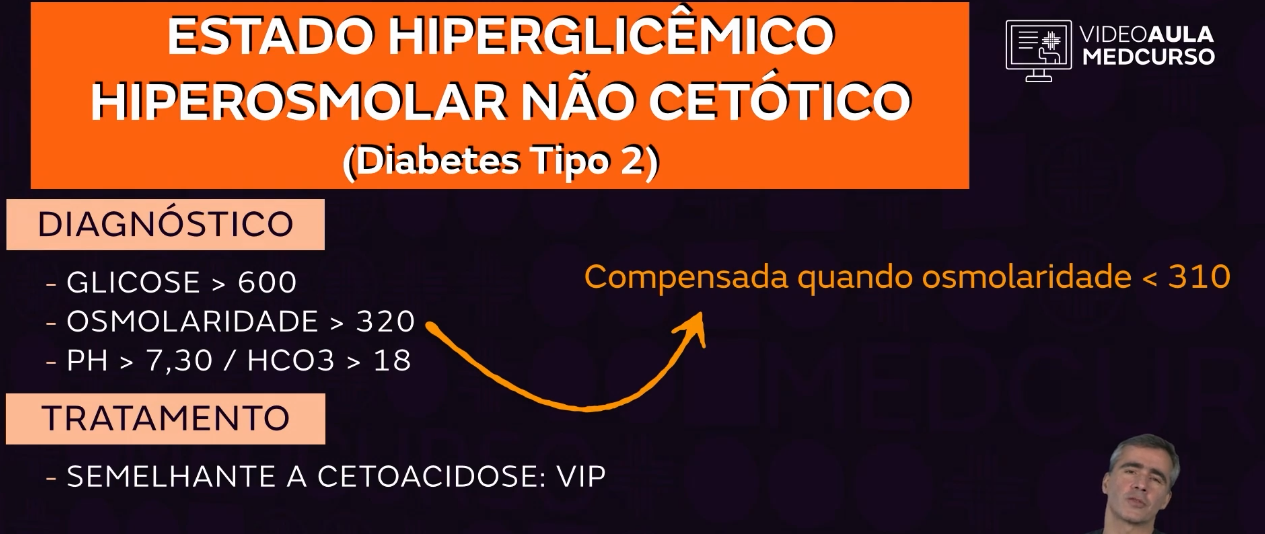 ESTADO HIPERGLICÊMICO
HIPEROSMOLAR NÃO CETÓTICO
(Diabetes Tipo 2)
VIDEOAULA
MEDCURSO
DIAGNÓSTICO
- GLICOSE > 600
- OSMOLARIDADE > 320
- PH > 7,30 / HCO3 > 18
Compensada quando osmolaridade < 310
TRATAMENTO
- SEMELHANTE A CETOACIDOSE: VIP